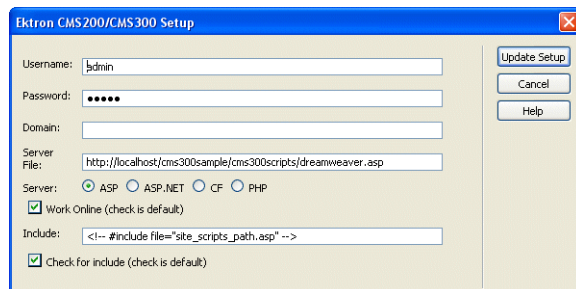 Ektron CMS200/CMS300 Setup
Username: admin
Update Setup
Password: •••••
Cancel
Domain:
Help
Server File: http://localhost/cms300sample/cms300scripts/dreamweaver.asp
Server: ASP ASP.NET CF PHP
Work Online (check is default)
Include: <!-- #include file="site_scripts_path.asp" -->
Check for include (check is default)